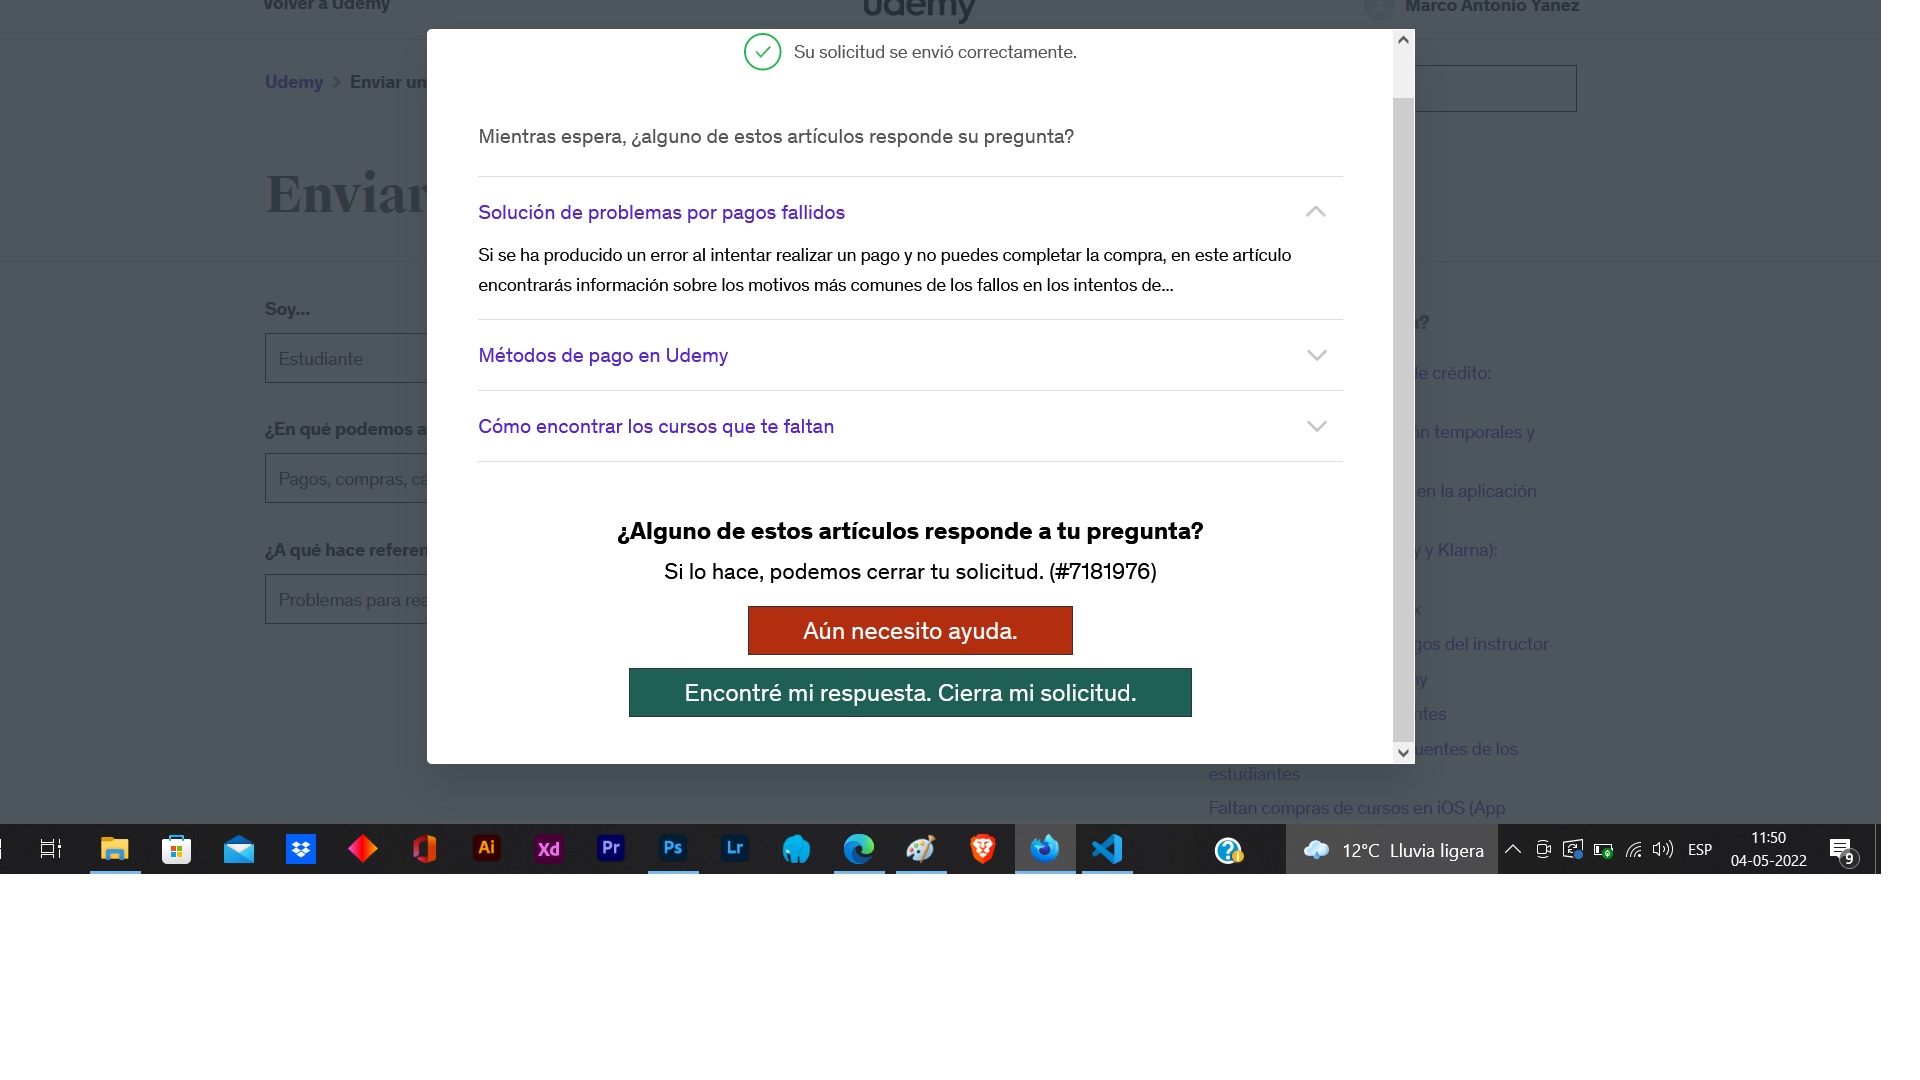 Volver a Udemy
udemy
Marco Antonio Yañez
Su solicitud se envió correctamente.
Udemy > Enviar un
Mientras espera, ¿alguno de estos artículos responde su pregunta?
Enviar
Solución de problemas por pagos fallidos
Si se ha producido un error al intentar realizar un pago y no puedes completar la compra, en este artículo
encontrarás información sobre los motivos más comunes de los fallos en los intentos de...
Soy...
Estudiante
Métodos de pago en Udemy
de crédito:
¿En qué podemos a
Cómo encontrar los cursos que te faltan
ón temporales y
Pagos, compras, ca
en la aplicación
¿Alguno de estos artículos responde a tu pregunta?
¿A qué hace referen
y y Klarna):
Si lo hace, podemos cerrar tu solicitud. (#7181976)
Problemas para rea
Aún necesito ayuda.
gos del instructor
Encontré mi respuesta. Cierra mi solicitud.
ntes
uentes de los
estudiantes
Faltan compras de cursos en iOS (App
Ai
Xd
Pr
Ps
Lr
12°C Lluvia ligera
ESP
11:50
04-05-2022
9